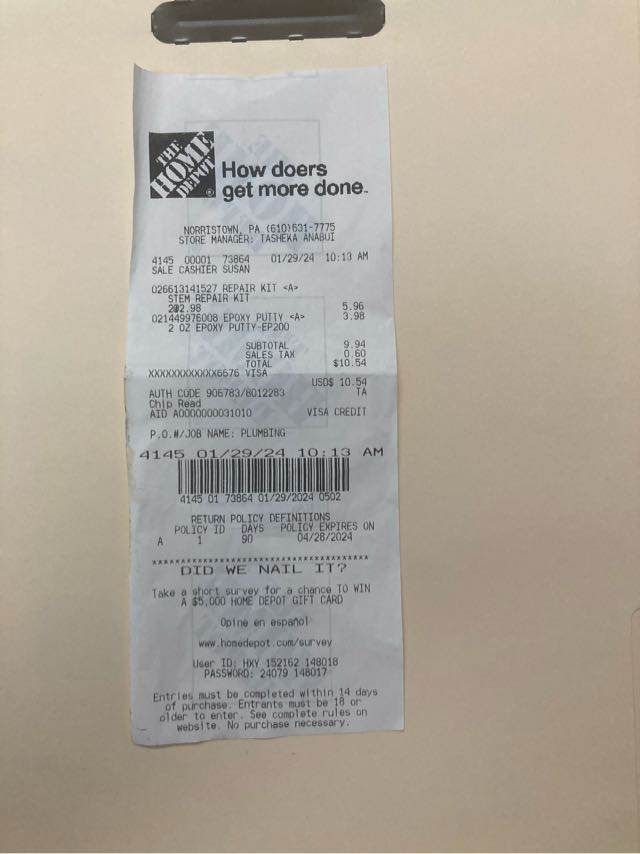 THE
HOME
DEPOT
How doers
get more done™
NORRISTOWN, PA (610)631-7775
STORE MANAGER: TASHEKA ANABUI
4145 00001 73864 01/29/24 10:13 AM
SALE CASHIER SUSAN
026613141527 REPAIR KIT <A>
STEM REPAIR KIT
2@2.98 5.96
021449976008 EPOXY PUTTY <A> 3.98
2 OZ EPOXY PUTTY-EP200
SUBTOTAL 9.94
SALES TAX 0.60
TOTAL $10.54
XXXXXXXXXXXX6676 VISA
USD$ 10.54
AUTH CODE 906783/8012283 TA
Chip Read
AID A0000000031010 VISA CREDIT
P.O.#/JOB NAME: PLUMBING
4145 01/29/24 10:13 AM
4145 01 73864 01/29/2024 0502
RETURN POLICY DEFINITIONS
POLICY ID DAYS POLICY EXPIRES ON
A 1 90 04/28/2024
****************************************
DID WE NAIL IT?
Take a short survey for a chance TO WIN
A $5,000 HOME DEPOT GIFT CARD
Opine en español
www.homedepot.com/survey
User ID: HXY 152162 148018
PASSWORD: 24079 148017
Entries must be completed within 14 days
of purchase. Entrants must be 18 or
older to enter. See complete rules on
website. No purchase necessary.